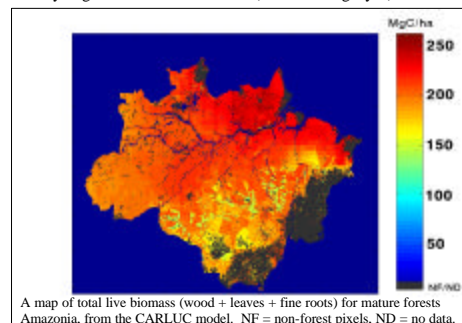 MgC/ha
250
200
150
100
50
NF/ND
A map of total live biomass (wood + leaves + fine roots) for mature forests
Amazonia, from the CARLUC model.  NF = non-forest pixels, ND = no data.